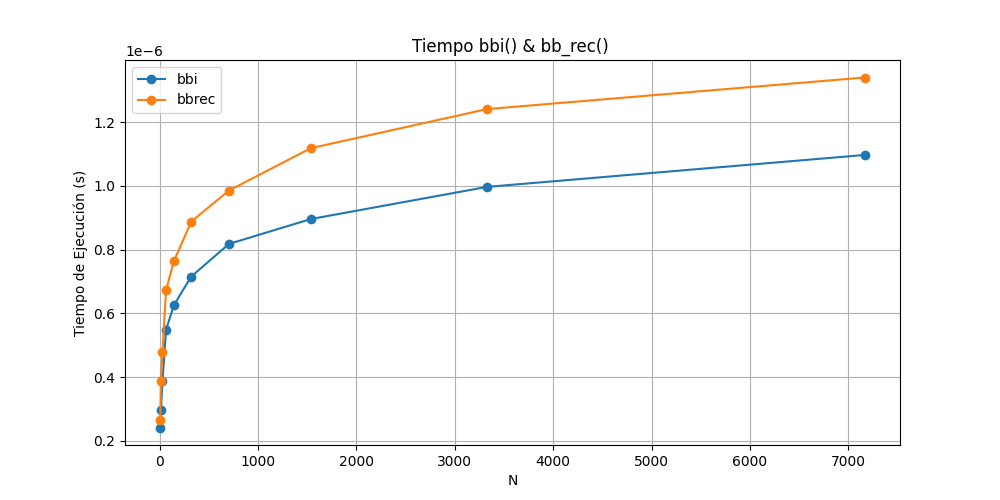 Tiempo bbi() & bb_rec()
1e−6
bbi
bbrec
1.2
1.0
0.8
0.6
0.4
0.2
Tiempo de Ejecución (s)
0 1000 2000 3000 4000 5000 6000 7000
N